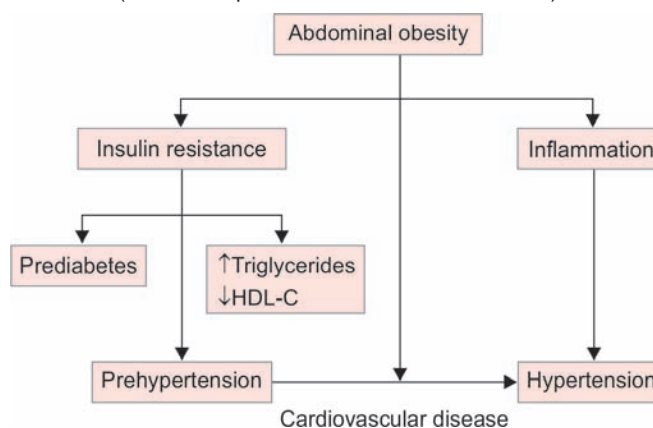 Abdominal obesity
Insulin resistance
Inflammation
Prediabetes
↑Triglycerides
↓HDL-C
Prehypertension
Hypertension
Cardiovascular disease